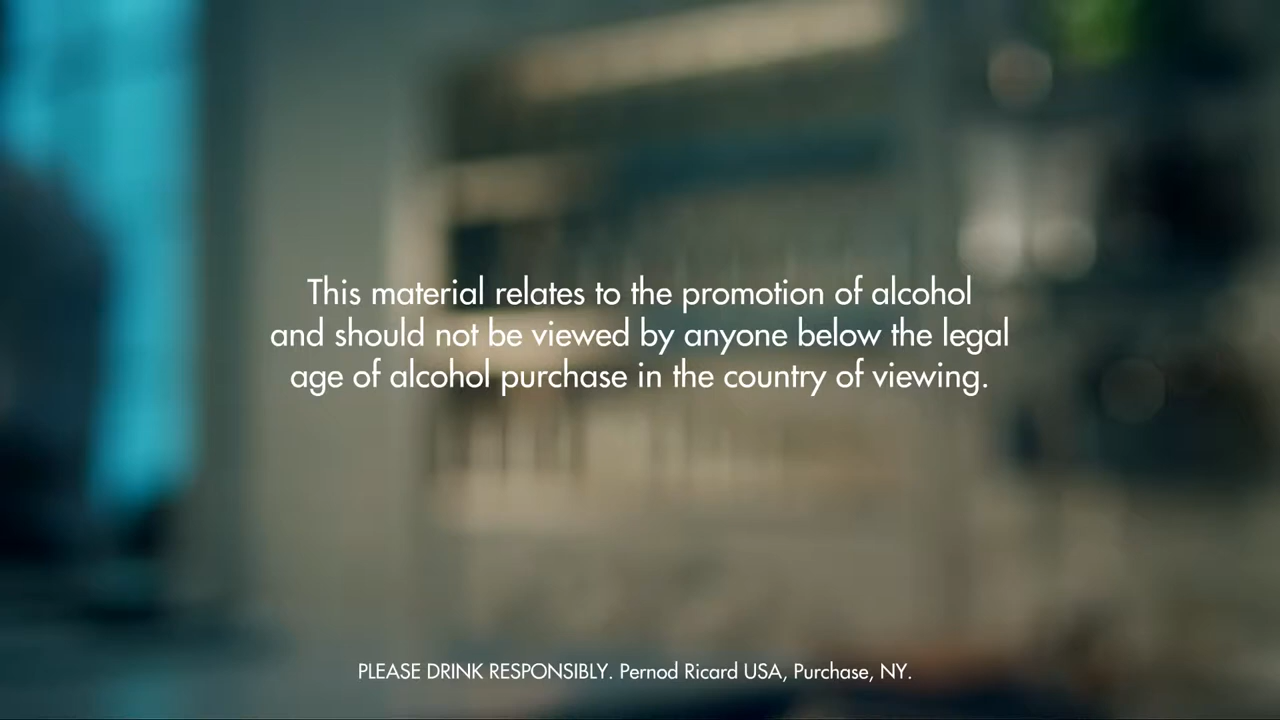 This material relates to the promotion of alcohol
and should not be viewed by anyone below the legal
age of alcohol purchase in the country of viewing.
PLEASE DRINK RESPONSIBLY. Pernod Ricard USA, Purchase, NY.